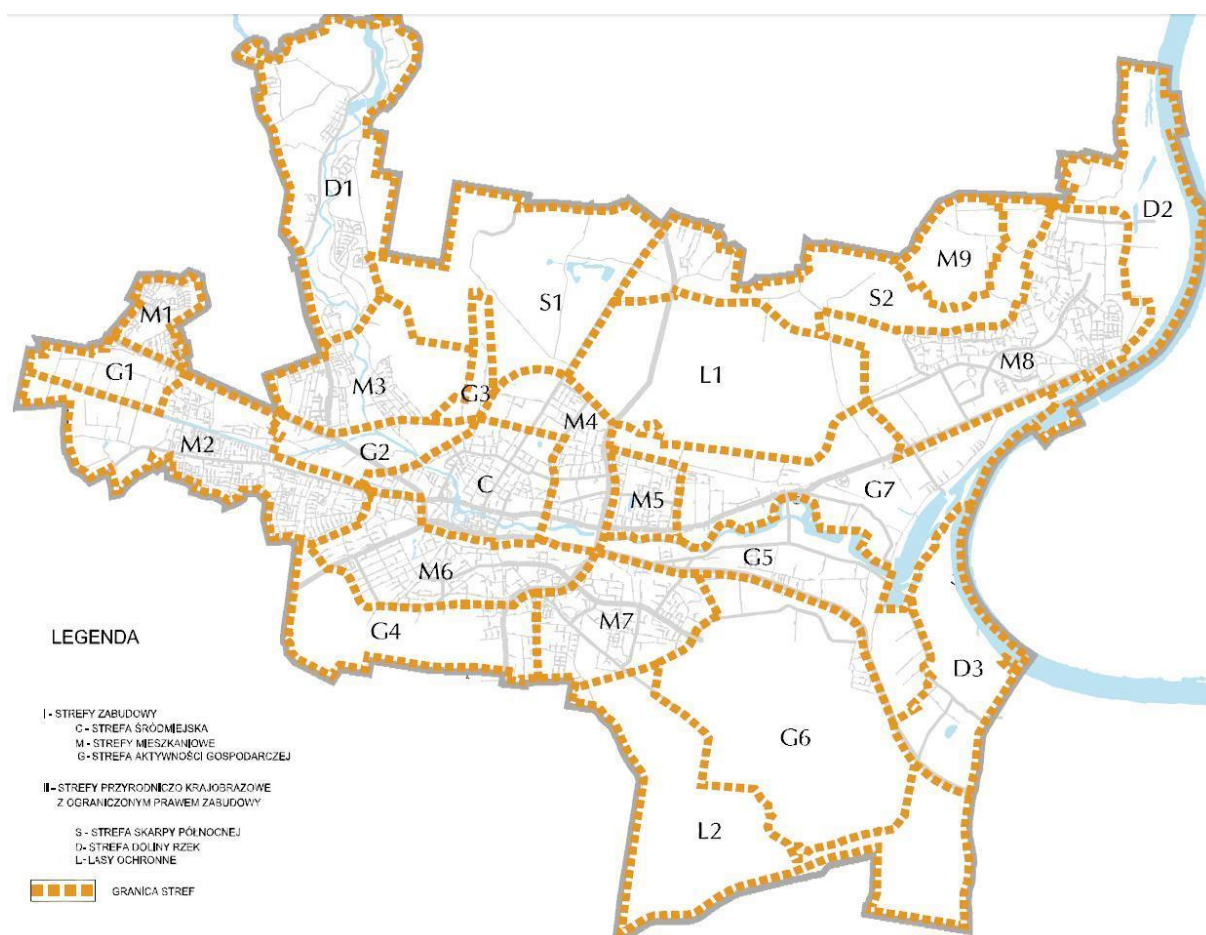 D1
D2
M9
S1
S2
M1
G1
M8
L1
M3
G3
M4
M2
G2
C
M5
G7
G5
M6
M7
G4
LEGENDA
D3
I - STREFY ZABUDOWY
C - STREFA ŚRÓDMIEJSKA
M - STREFY MIESZKANIOWE
G - STREFA AKTYWNOŚCI GOSPODARCZEJ
G6
II - STREFY PRZYRODNICZO KRAJOBRAZOWE
Z OGRANICZONYM PRAWEM ZABUDOWY
S - STREFA SKARPY PÓŁNOCNEJ
D - STREFA DOLINY RZEK
L - LASY OCHRONNE
L2
GRANICA STREF